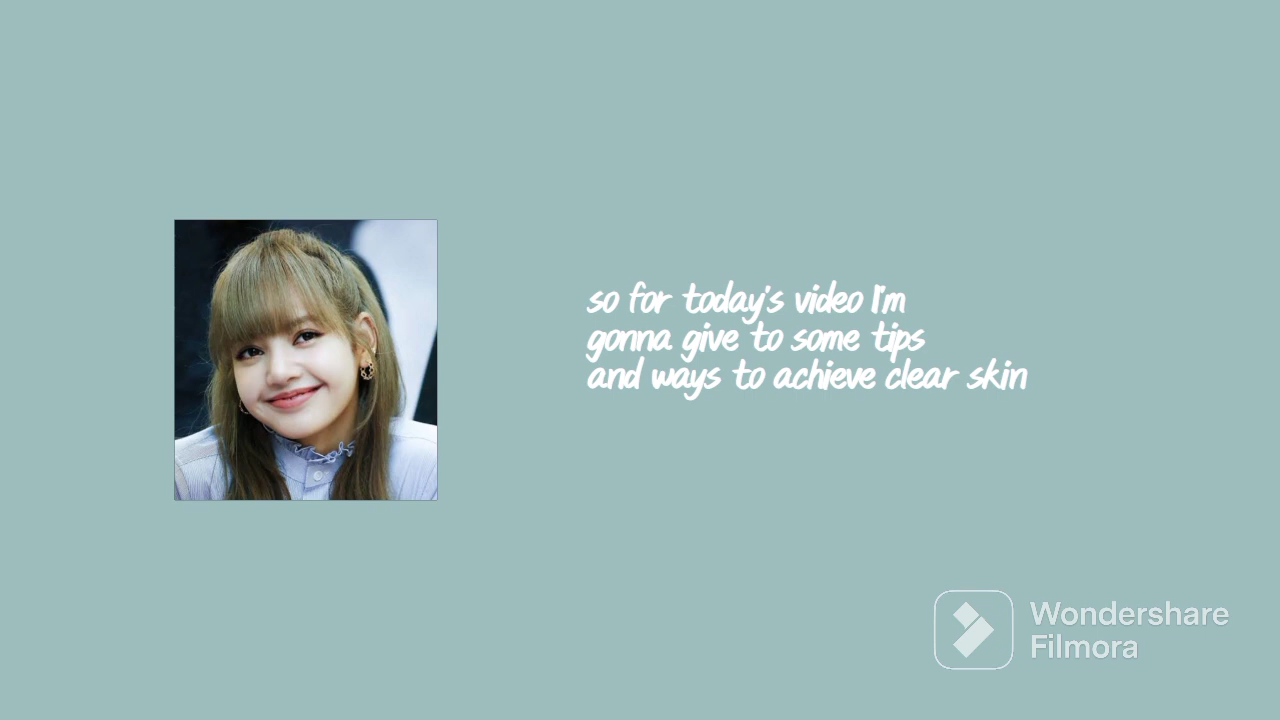 so for today's video I'm
gonna give to some tips
and ways to achieve clear skin
Wondershare
Filmora